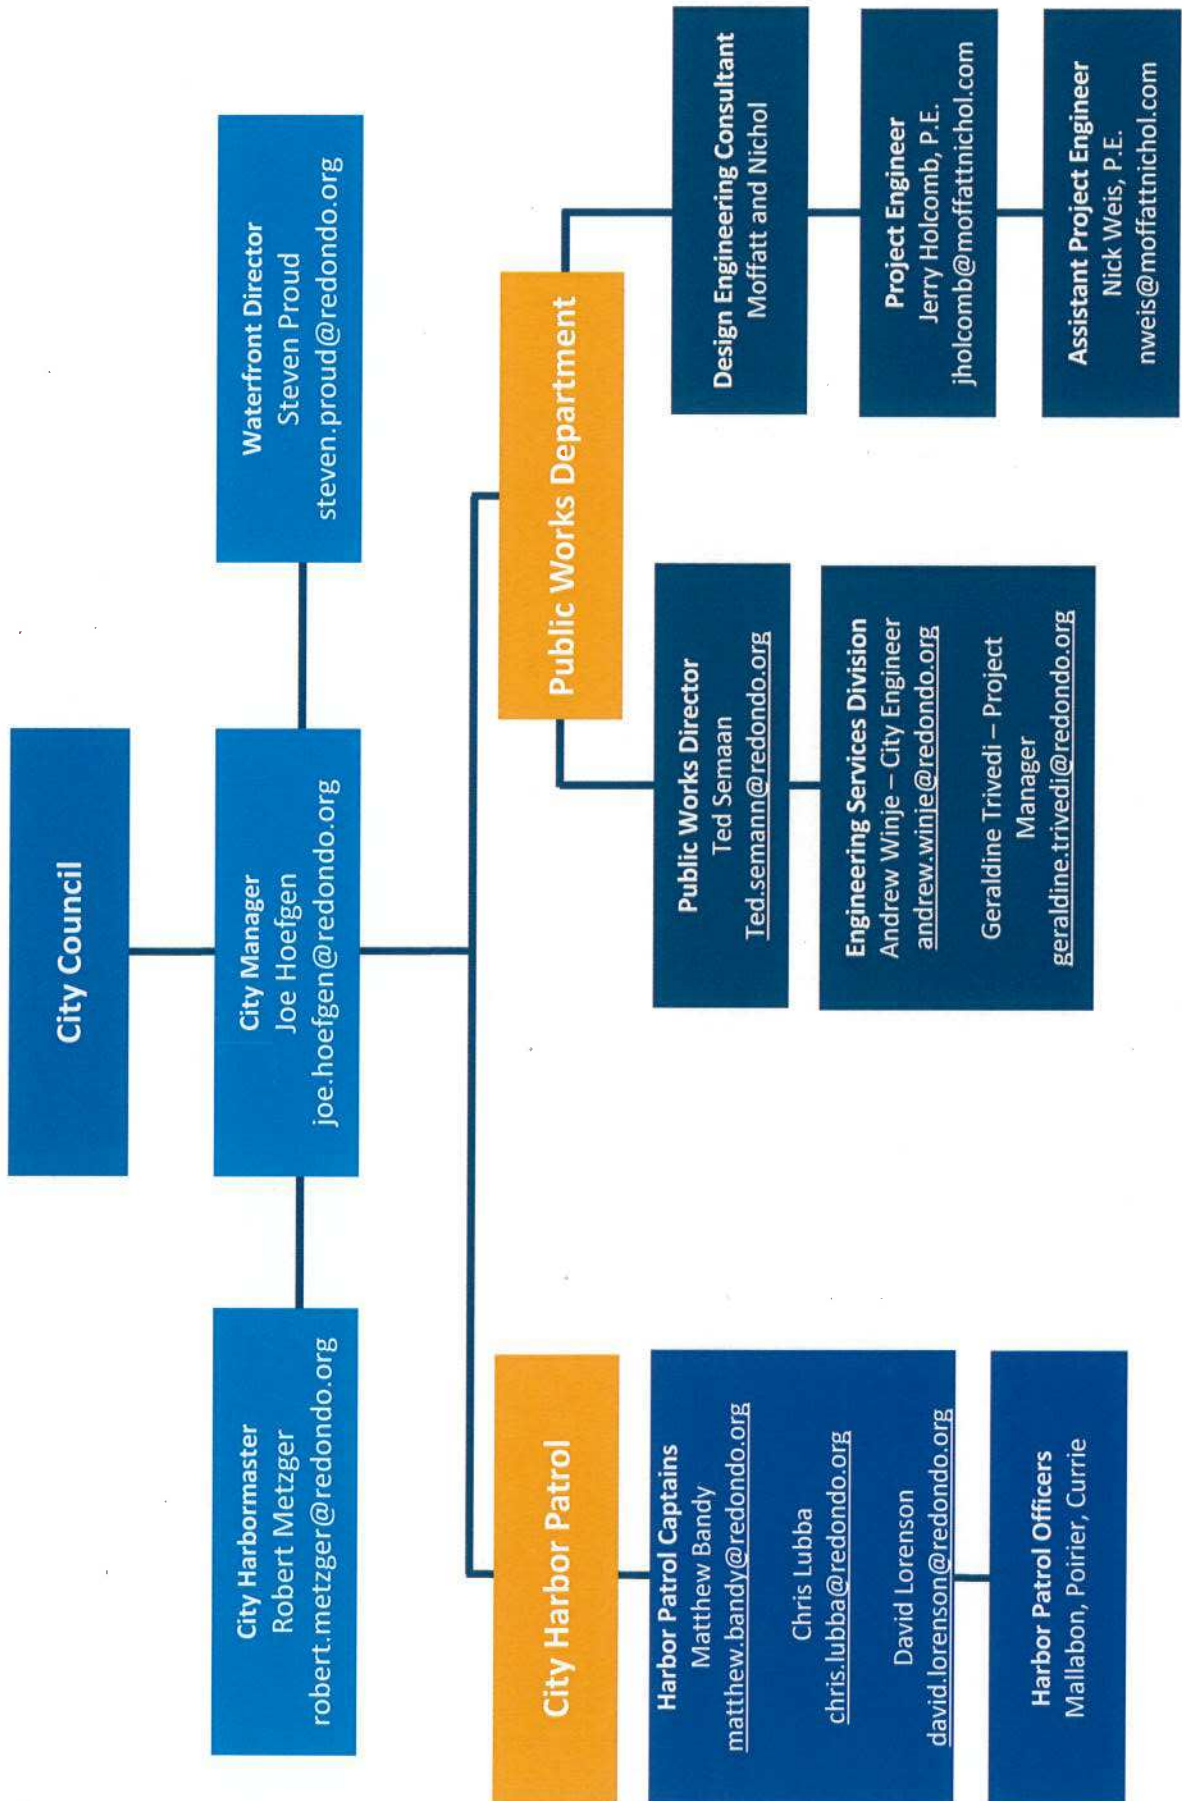 City Council
City Harbormaster
Robert Metzger
robert.metzger@redondo.org
City Manager
Joe Hoefgen
joe.hoefgen@redondo.org
Waterfront Director
Steven Proud
steven.proud@redondo.org
City Harbor Patrol
Harbor Patrol Captains
Matthew Bandy
matthew.bandy@redondo.org
Chris Lubba
chris.lubba@redondo.org
David Lorenson
david.lorenson@redondo.org
Harbor Patrol Officers
Mallabon, Poirier, Currie
Public Works Department
Public Works Director
Ted Semaan
Ted.semann@redondo.org
Engineering Services Division
Andrew Winje – City Engineer
andrew.winje@redondo.org
Geraldine Trivedi – Project
Manager
geraldine.trivedi@redondo.org
Design Engineering Consultant
Moffatt and Nichol
Project Engineer
Jerry Holcomb, P.E.
jholcomb@moffattnichol.com
Assistant Project Engineer
Nick Weis, P.E.
nweis@moffattnichol.com